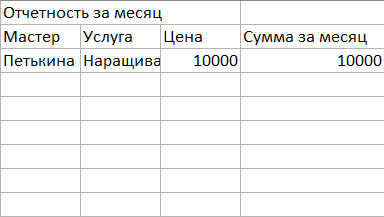 Отчетность за месяц
Мастер Услуга Цена Сумма за месяц
Петькина Наращива 10000 10000